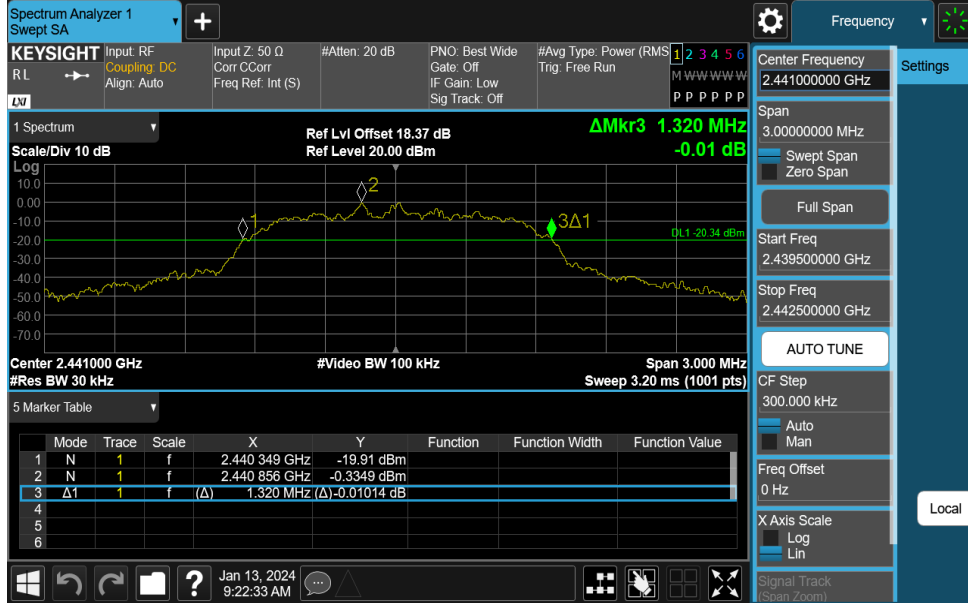 Spectrum Analyzer 1
Swept SA
+
Frequency
KEYSIGHT
RL
LXI
Input: RF
Coupling: DC
Align: Auto
Input Z: 50 Ω
Corr CCorr
Freq Ref: Int (S)
#Atten: 20 dB
PNO: Best Wide
Gate: Off
IF Gain: Low
Sig Track: Off
#Avg Type: Power (RMS
Trig: Free Run
1 2 3 4 5 6
M W W W W W
P P P P P P
1 Spectrum
Scale/Div 10 dB
Ref Lvl Offset 18.37 dB
Ref Level 20.00 dBm
ΔMkr3 1.320 MHz
-0.01 dB
Log
10.0
0.00
-10.0
-20.0
-30.0
-40.0
-50.0
-60.0
-70.0
1
2
3Δ1
DL1 -20.34 dBm
Center 2.441000 GHz
#Res BW 30 kHz
#Video BW 100 kHz
Span 3.000 MHz
Sweep 3.20 ms (1001 pts)
5 Marker Table
Mode Trace Scale X Y Function Function Width Function Value
1 N 1 f 2.440 349 GHz -19.91 dBm
2 N 1 f 2.440 856 GHz -0.3349 dBm
3 Δ1 1 f (Δ) 1.320 MHz (Δ) -0.01014 dB
4
5
6
?
Jan 13, 2024
9:22:33 AM
Center Frequency
2.441000000 GHz
Span
3.00000000 MHz
Swept Span
Zero Span
Full Span
Start Freq
2.439500000 GHz
Stop Freq
2.442500000 GHz
AUTO TUNE
CF Step
300.000 kHz
Auto
Man
Freq Offset
0 Hz
X Axis Scale
Log
Lin
Signal Track
(Span Zoom)
Settings
Local